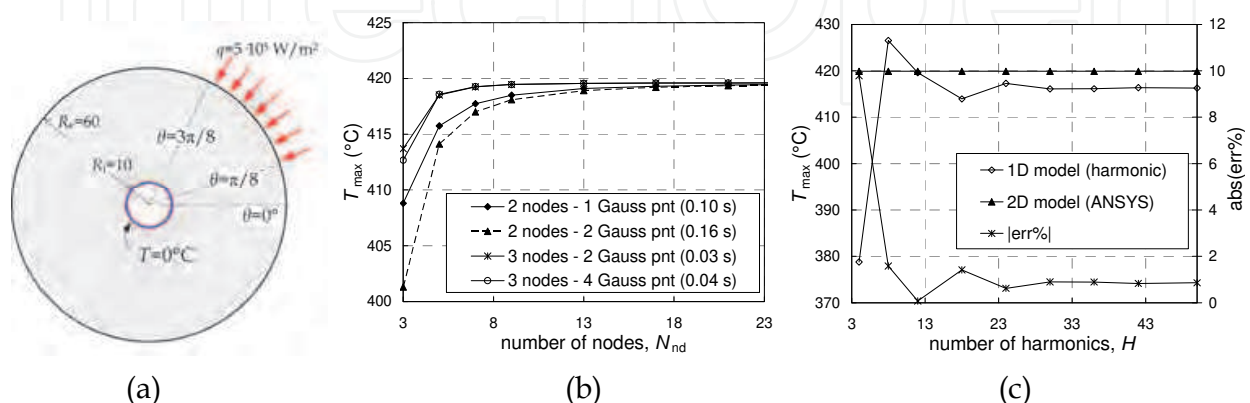 q=5·10⁵ W/m²
Rₑ=60
θ=3π/8
Rᵢ=10
θ=π/8
θ=0°
T=0°C
(a)
425
420
415
410
405
400
Tmax (°C)
2 nodes - 1 Gauss pnt (0.10 s)
2 nodes - 2 Gauss pnt (0.16 s)
3 nodes - 2 Gauss pnt (0.03 s)
3 nodes - 4 Gauss pnt (0.04 s)
3 8 13 18 23
number of nodes, Nnd
(b)
430
420
410
400
390
380
370
Tmax (°C)
1D model (harmonic)
2D model (ANSYS)
|err%|
12
10
8
6
4
2
0
abs(err%)
3 13 23 33 43
number of harmonics, H
(c)